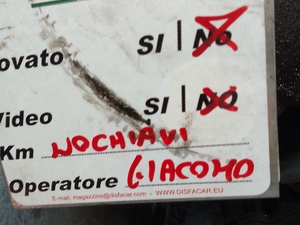 ovato SI | NO
Video SI | NO
Km NOCHIAVI
Operatore GIACOMO
E-mail: magazzino@disfacar.com - WWW.DISFACAR.EU